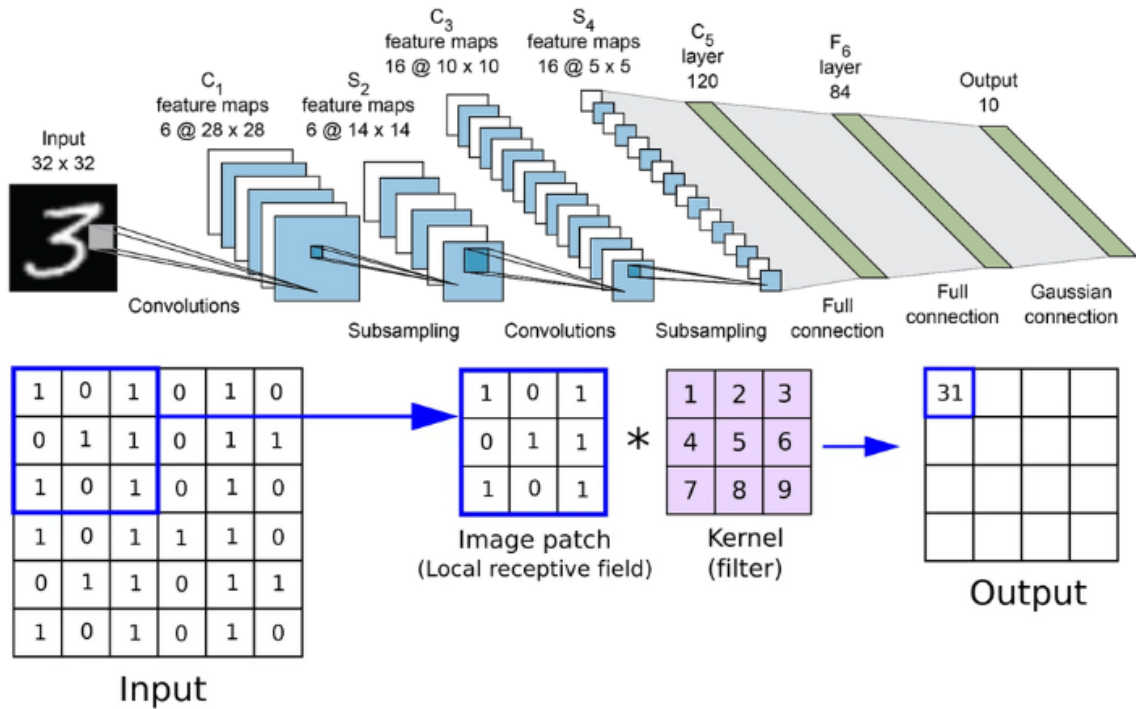 Input
32 x 32
C1
feature maps
6 @ 28 x 28
S2
feature maps
6 @ 14 x 14
C3
feature maps
16 @ 10 x 10
S4
feature maps
16 @ 5 x 5
C5
layer
120
F6
layer
84
Output
10
3
Convolutions
Subsampling
Convolutions
Subsampling
Full
connection
Full
connection
Gaussian
connection
1 0 1 0 1 0
0 1 1 0 1 1
1 0 1 0 1 0
1 0 1 1 1 0
0 1 1 0 1 1
1 0 1 0 1 0
Input
1 0 1
0 1 1
1 0 1
Image patch
(Local receptive field)
*
1 2 3
4 5 6
7 8 9
Kernel
(filter)
31
Output